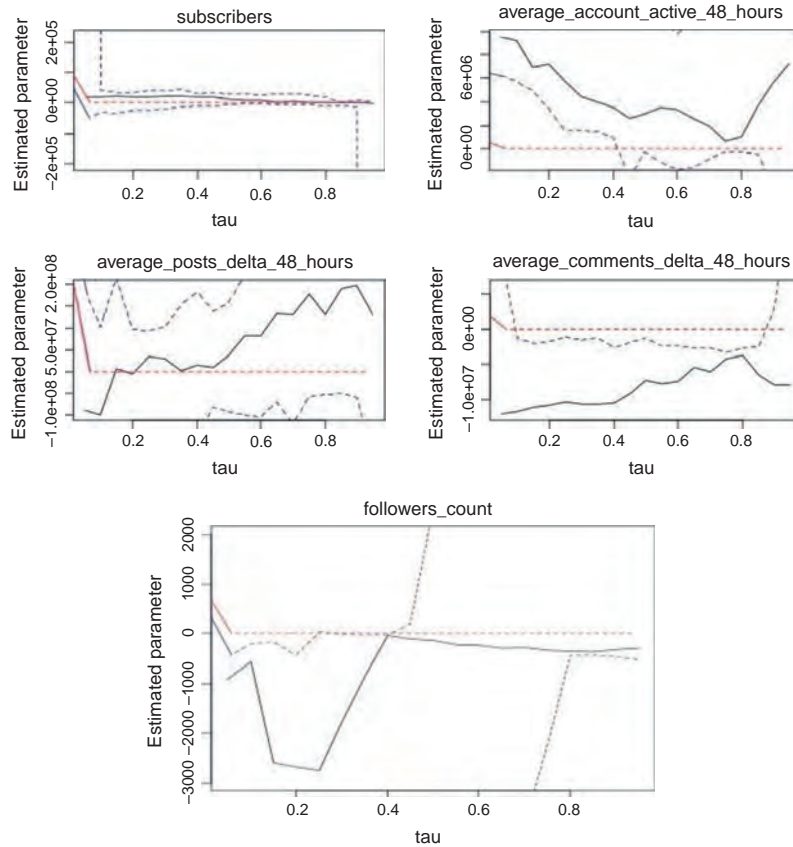 subscribers
Estimated parameter
2e+05
0e+00
−2e+05
0.2 0.4 0.6 0.8
tau
average_account_active_48_hours
Estimated parameter
6e+06
0e+00
0.2 0.4 0.6 0.8
tau
average_posts_delta_48_hours
Estimated parameter
2.0e+08
5.0e+07
−1.0e+08
0.2 0.4 0.6 0.8
tau
average_comments_delta_48_hours
Estimated parameter
0e+00
−1.0e+07
0.2 0.4 0.6 0.8
tau
followers_count
Estimated parameter
2000
1000
0
−1000
−2000
−3000
0.2 0.4 0.6 0.8
tau